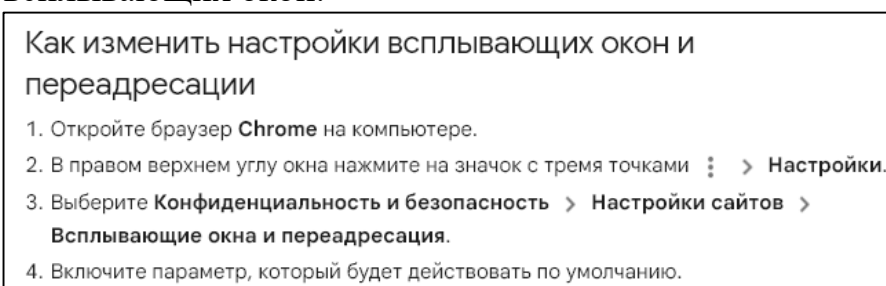 Как изменить настройки всплывающих окон и
переадресации
1. Откройте браузер Chrome на компьютере.
2. В правом верхнем углу окна нажмите на значок с тремя точками ⋮ > Настройки.
3. Выберите Конфиденциальность и безопасность > Настройки сайтов >
Всплывающие окна и переадресация.
4. Включите параметр, который будет действовать по умолчанию.